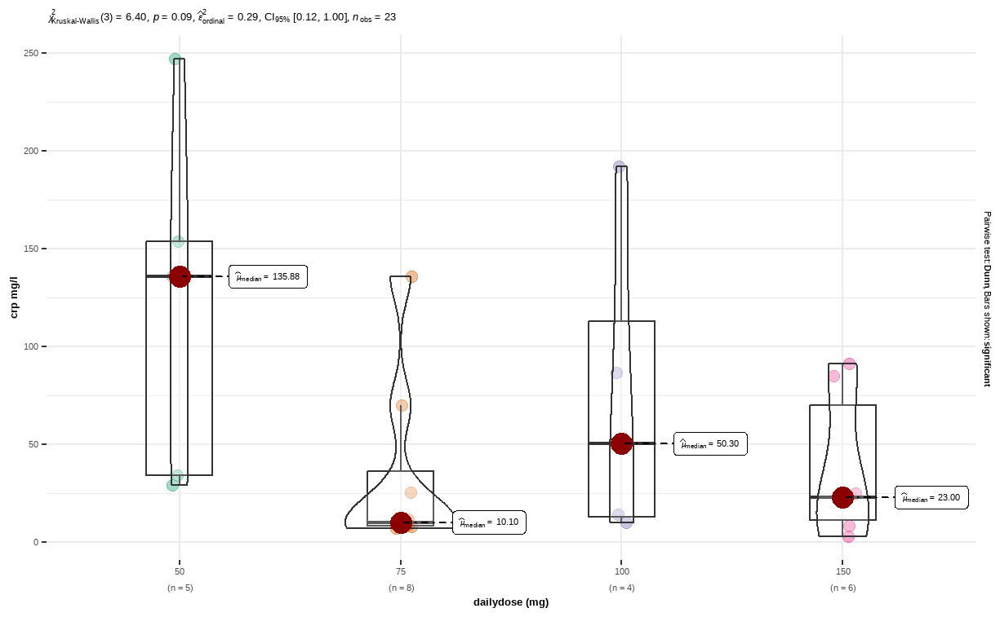 χ²Kruskal-Wallis(3) = 6.40, p = 0.09, ε̂²ordinal = 0.29, CI95% [0.12, 1.00], nobs = 23
250
200
150
100
50
0
crp mg/l
μ̂median = 135.88
μ̂median = 10.10
μ̂median = 50.30
μ̂median = 23.00
50
(n = 5)
75
(n = 8)
100
(n = 4)
150
(n = 6)
dailydose (mg)
Pairwise test: Dunn, Bars shown: significant